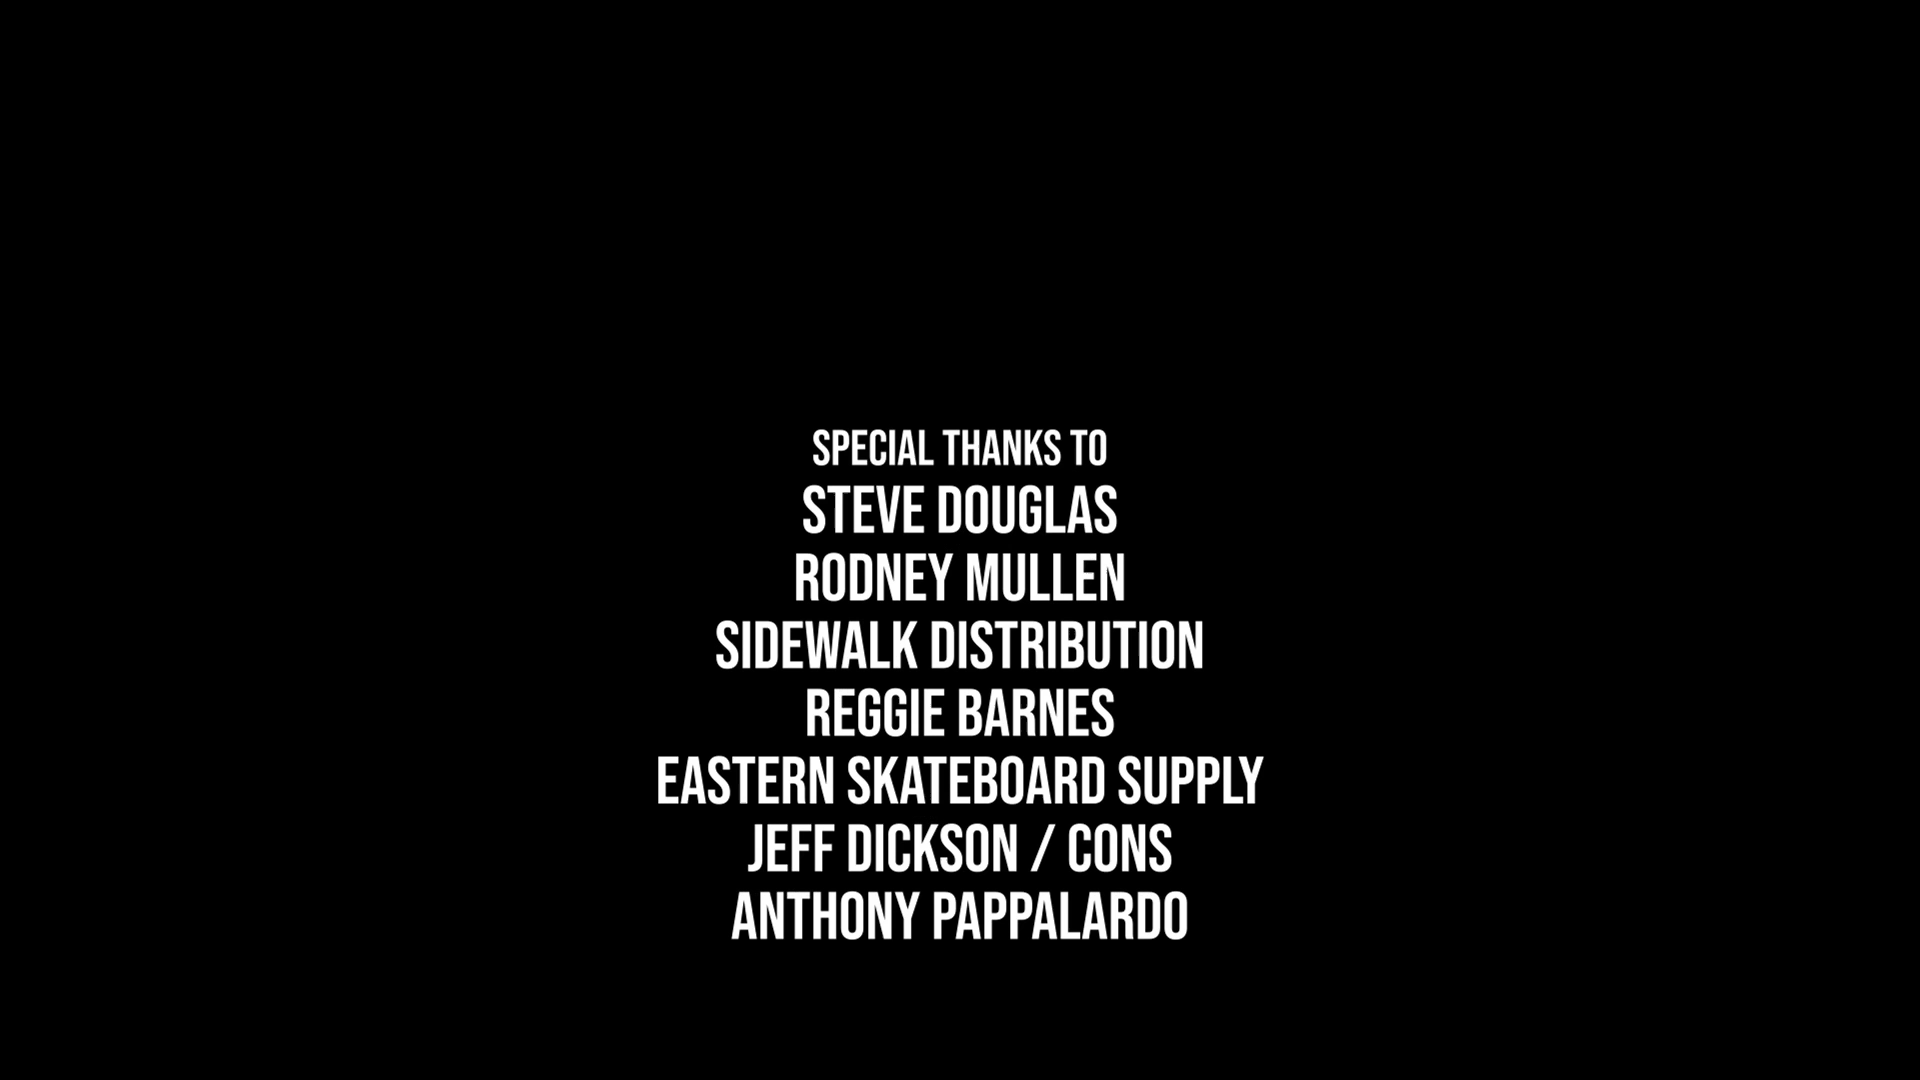 SPECIAL THANKS TO
STEVE DOUGLAS
RODNEY MULLEN
SIDEWALK DISTRIBUTION
REGGIE BARNES
EASTERN SKATEBOARD SUPPLY
JEFF DICKSON / CONS
ANTHONY PAPPALARDO